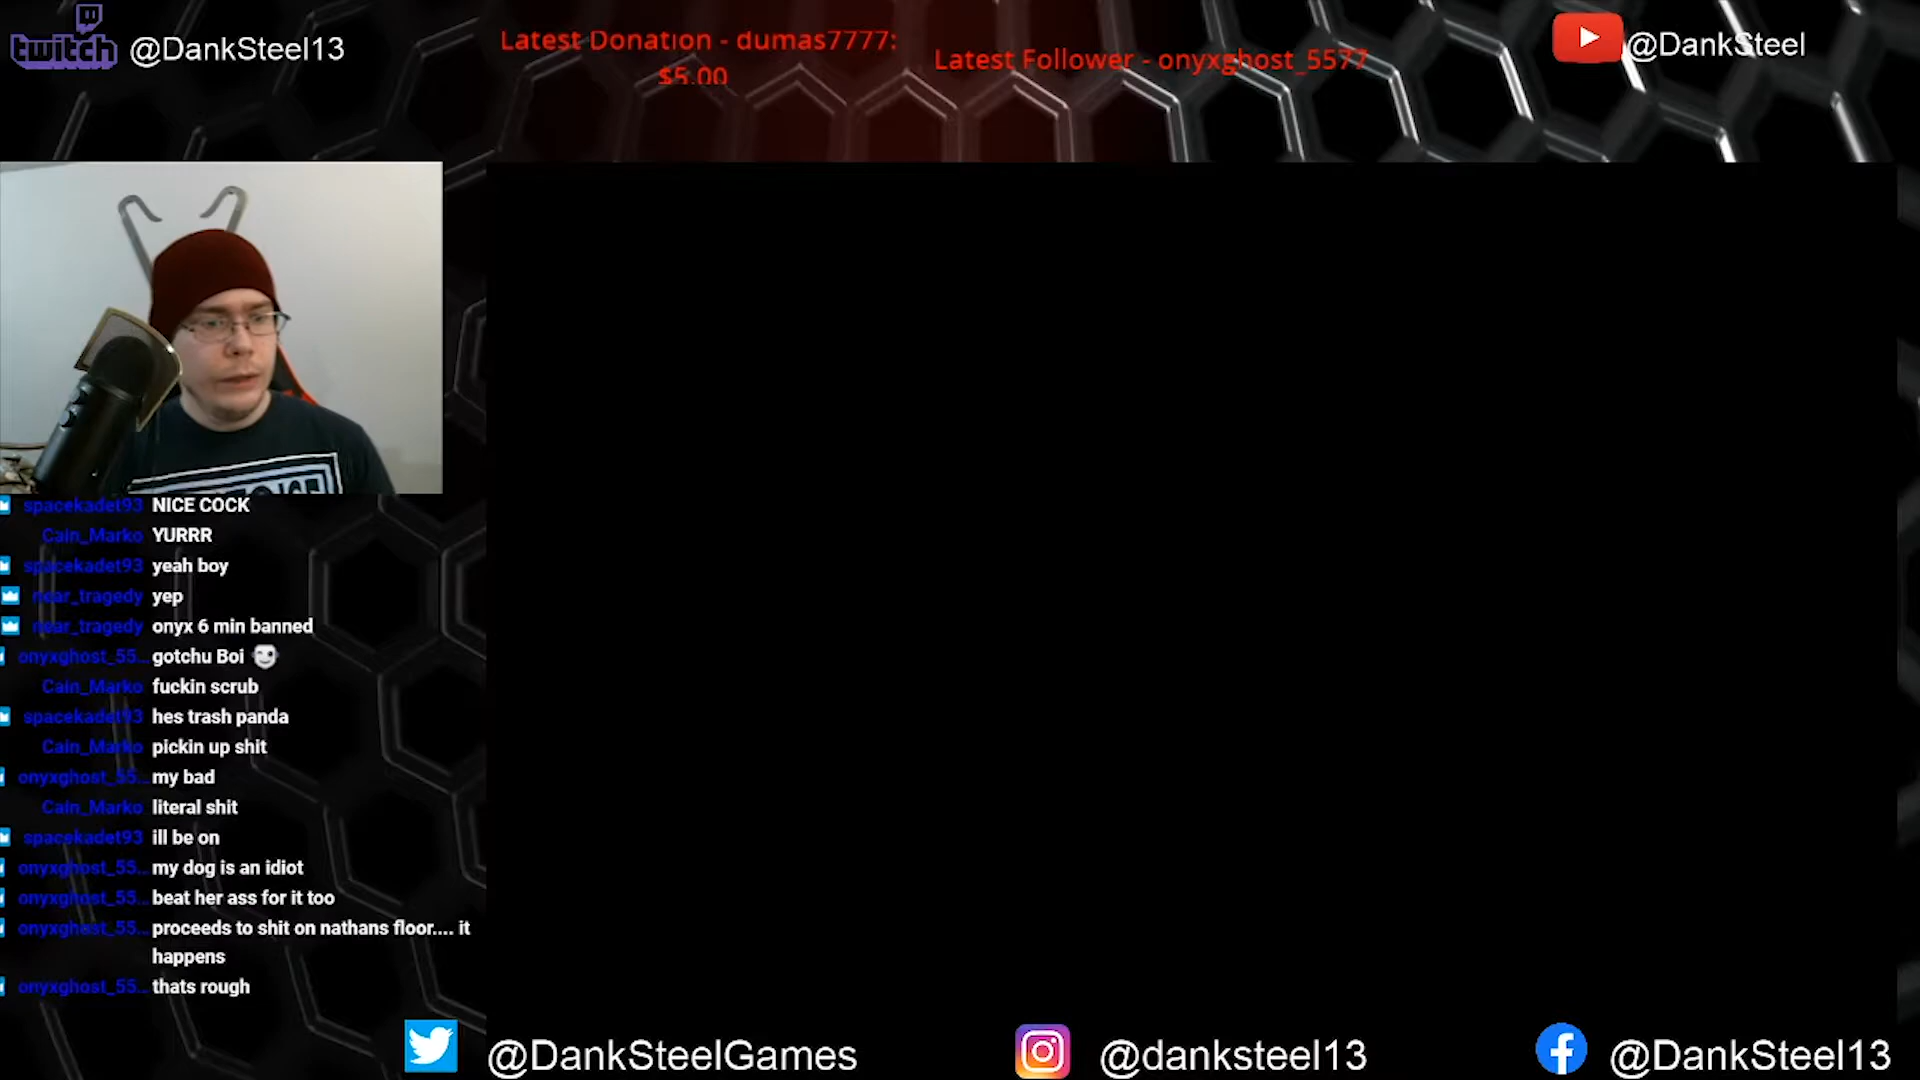 twitch @DankSteel13
Latest Donation - dumas7777:
$5.00
Latest Follower - onyxghost_5577
@DankSteel
spacekadet93 NICE COCK
Cain_Marko YURRR
spacekadet93 yeah boy
near_tragedy yep
near_tragedy onyx 6 min banned
onyxghost_55... gotchu Boi
Cain_Marko fuckin scrub
spacekadet93 hes trash panda
Cain_Marko pickin up shit
onyxghost_55... my bad
Cain_Marko literal shit
spacekadet93 ill be on
onyxghost_55... my dog is an idiot
onyxghost_55... beat her ass for it too
onyxghost_55... proceeds to shit on nathans floor.... it
happens
onyxghost_55... thats rough
@DankSteelGames
@danksteel13
@DankSteel13